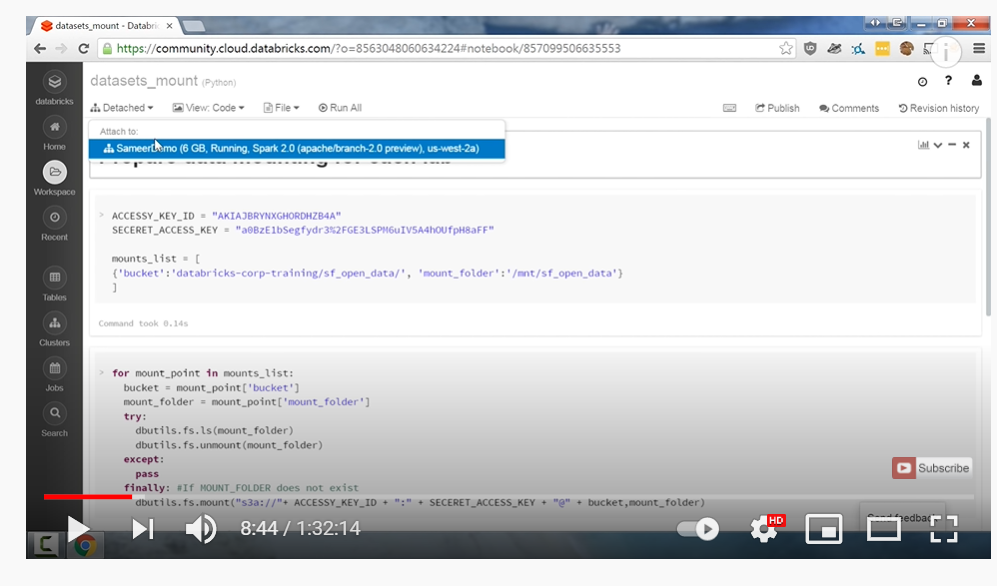 datasets_mount - Databric
https://community.cloud.databricks.com/?o=8563048060634224#notebook/857099506635553
datasets_mount (Python)
Detached View: Code File Run All Publish Comments Revision history
Attach to:
SameerDemo (6 GB, Running, Spark 2.0 (apache/branch-2.0 preview), us-west-2a)
Prepare data mounting for each lab
databricks
Home
Workspace
Recent
Tables
Clusters
Jobs
Search
> ACCESSY_KEY_ID = "AKIAJBRYNXGHORDHZB4A"
SECERET_ACCESS_KEY = "a0BzE1bSegfydr3%2FGE3LSPM6uIV5A4hOUfpH8aFF"
mounts_list = [
{'bucket':'databricks-corp-training/sf_open_data/', 'mount_folder':'/mnt/sf_open_data'}
]
Command took 0.14s
> for mount_point in mounts_list:
bucket = mount_point['bucket']
mount_folder = mount_point['mount_folder']
try:
dbutils.fs.ls(mount_folder)
dbutils.fs.unmount(mount_folder)
except:
pass
finally: #If MOUNT_FOLDER does not exist
dbutils.fs.mount("s3a://"+ ACCESSY_KEY_ID + ":" + SECERET_ACCESS_KEY + "@" + bucket,mount_folder)
Subscribe
Send feedback
8:44 / 1:32:14
HD